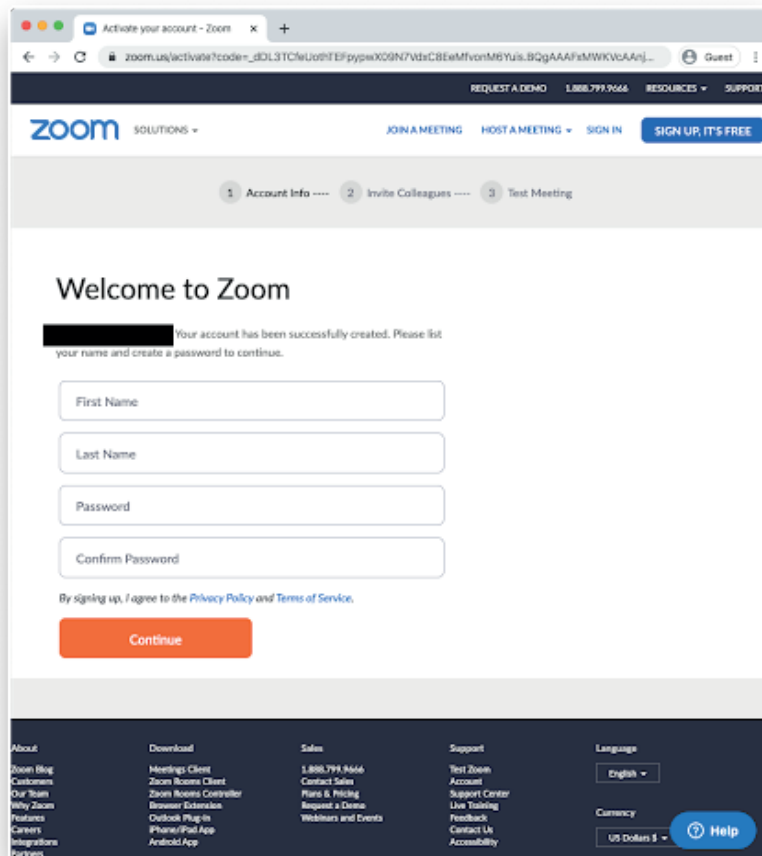 Activate your account - Zoom
Guest
REQUEST A DEMO 1.888.799.9666 RESOURCES SUPPORT
zoom SOLUTIONS JOIN A MEETING HOST A MEETING SIGN IN SIGN UP, IT'S FREE
1 Account Info ---- 2 Invite Colleagues ---- 3 Test Meeting
Welcome to Zoom
Your account has been successfully created. Please list
your name and create a password to continue.
First Name
Last Name
Password
Confirm Password
By signing up, I agree to the Privacy Policy and Terms of Service.
Continue
About
Zoom Blog
Customers
Our Team
Why Zoom
Features
Careers
Integrations
Partners
Download
Meetings Client
Zoom Rooms Client
Zoom Rooms Controller
Browser Extension
Outlook Plug-in
iPhone/iPad App
Android App
Sales
1.888.799.9666
Contact Sales
Plans & Pricing
Request a Demo
Webinars and Events
Support
Test Zoom
Account
Support Center
Live Training
Feedback
Contact Us
Accessibility
Language
English
Currency
US Dollars $
Help